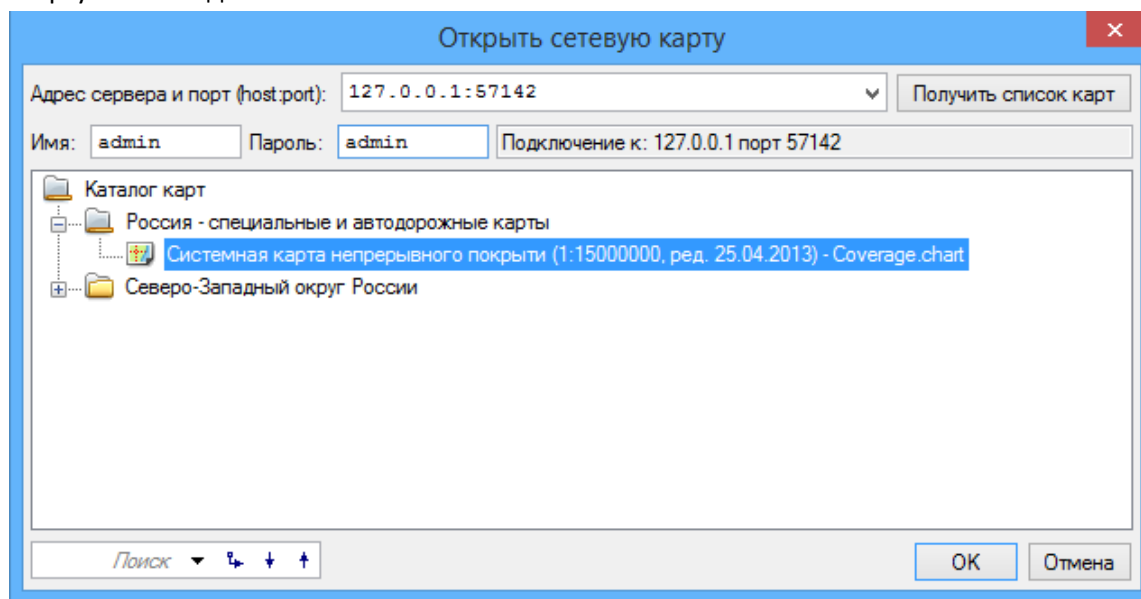 Открыть сетевую карту
Адрес сервера и порт (host:port): 127.0.0.1:57142 Получить список карт
Имя: admin Пароль: admin Подключение к: 127.0.0.1 порт 57142
Каталог карт
Россия - специальные и автодорожные карты
Системная карта непрерывного покрыти (1:15000000, ред. 25.04.2013) - Coverage.chart
Северо-Западный округ России
Поиск OK Отмена